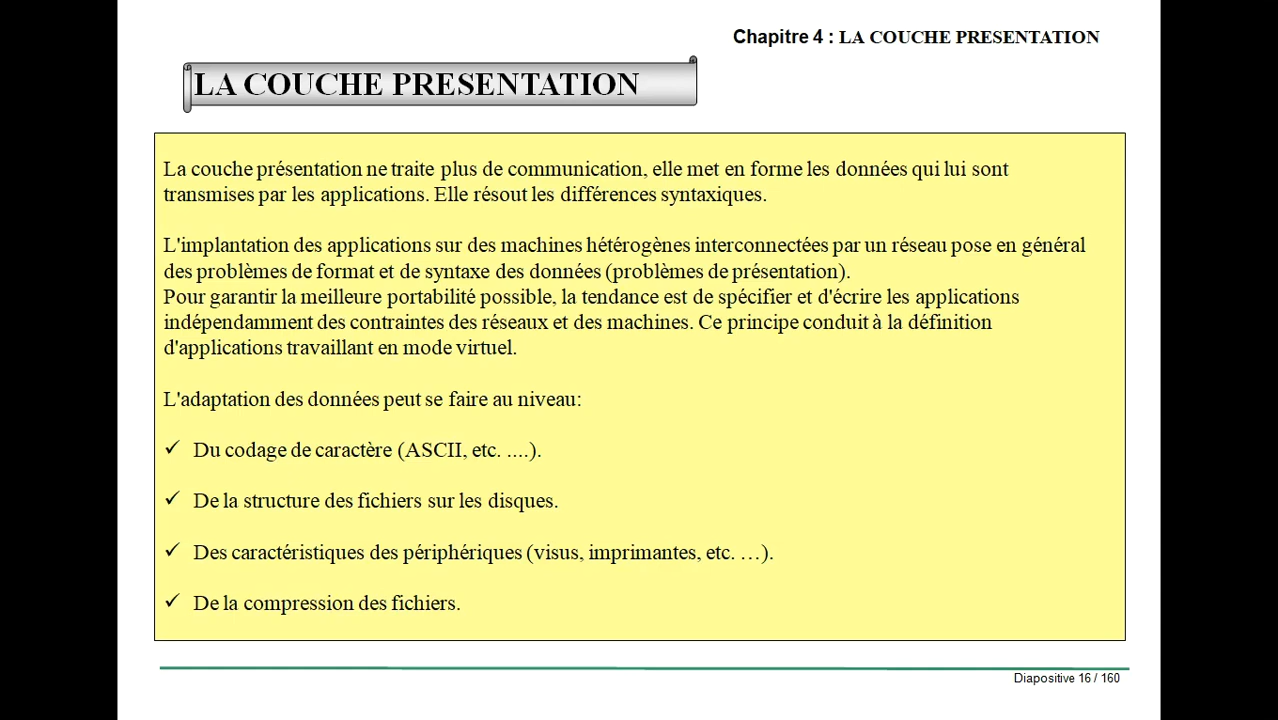 Chapitre 4 : LA COUCHE PRESENTATION
LA COUCHE PRESENTATION
La couche présentation ne traite plus de communication, elle met en forme les données qui lui sont
transmises par les applications. Elle résout les différences syntaxiques.
L'implantation des applications sur des machines hétérogènes interconnectées par un réseau pose en général
des problèmes de format et de syntaxe des données (problèmes de présentation).
Pour garantir la meilleure portabilité possible, la tendance est de spécifier et d'écrire les applications
indépendamment des contraintes des réseaux et des machines. Ce principe conduit à la définition
d'applications travaillant en mode virtuel.
L'adaptation des données peut se faire au niveau:
✓ Du codage de caractère (ASCII, etc. ....).
✓ De la structure des fichiers sur les disques.
✓ Des caractéristiques des périphériques (visus, imprimantes, etc. …).
✓ De la compression des fichiers.
Diapositive 16 / 160